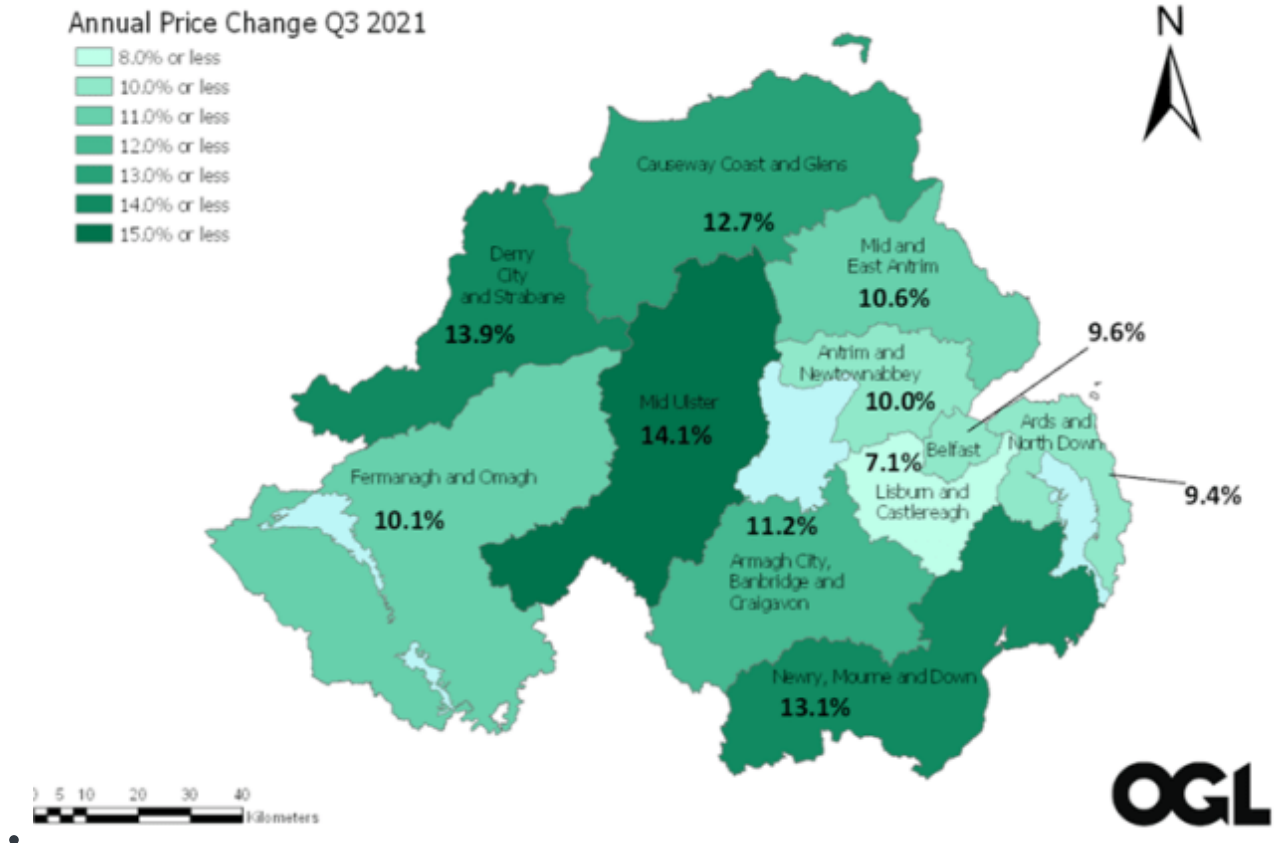 Annual Price Change Q3 2021
8.0% or less
10.0% or less
11.0% or less
12.0% or less
13.0% or less
14.0% or less
15.0% or less
N
Causeway Coast and Glens
12.7%
Derry
City
and Strabane
13.9%
Mid and
East Antrim
10.6%
9.6%
Antrim and
Newtownabbey
10.0%
Mid Ulster
14.1%
Ards and
North Down
Belfast
7.1%
Lisburn and
Castlereagh
9.4%
Fermanagh and Omagh
10.1%
11.2%
Armagh City,
Banbridge and
Craigavon
Newry, Mourne and Down
13.1%
5 10 20 30 40
Kilometers
OGL